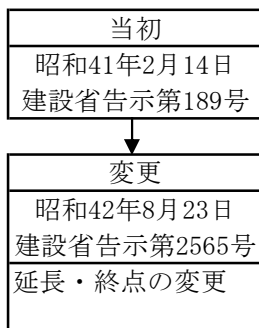 当初
昭和41年2月14日
建設省告示第189号
変更
昭和42年8月23日
建設省告示第2565号
延長・終点の変更